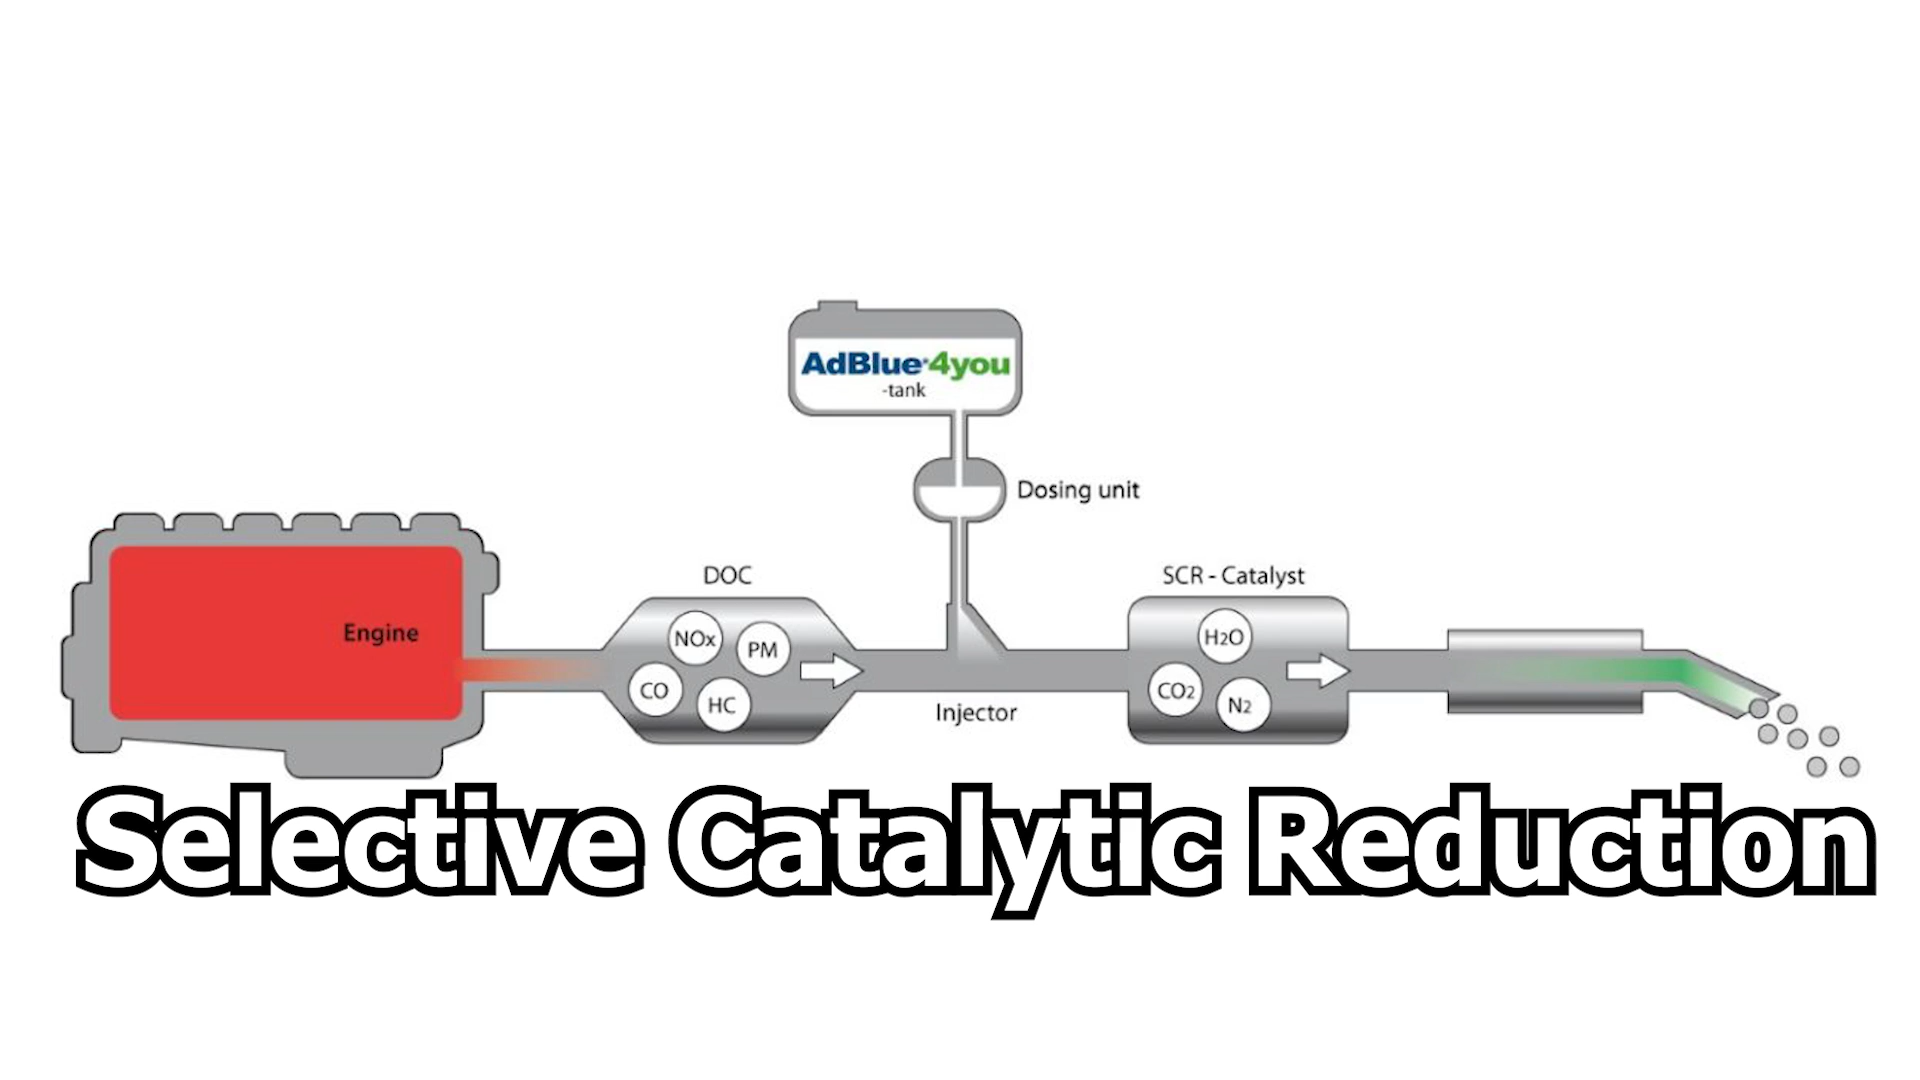 AdBlue®4you
-tank
Dosing unit
DOC
SCR - Catalyst
Engine
NOx
PM
CO
HC
H2O
CO2
N2
Injector
Selective Catalytic Reduction